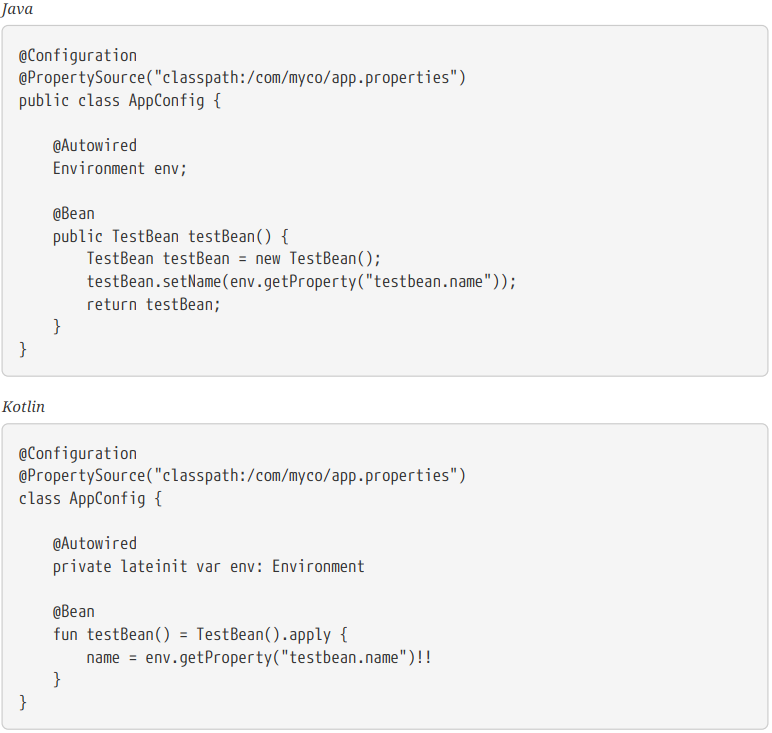 Java
@Configuration
@PropertySource("classpath:/com/myco/app.properties")
public class AppConfig {
    @Autowired
    Environment env;
    @Bean
    public TestBean testBean() {
        TestBean testBean = new TestBean();
        testBean.setName(env.getProperty("testbean.name"));
        return testBean;
    }
}
Kotlin
@Configuration
@PropertySource("classpath:/com/myco/app.properties")
class AppConfig {
    @Autowired
    private lateinit var env: Environment
    @Bean
    fun testBean() = TestBean().apply {
        name = env.getProperty("testbean.name")!!
    }
}